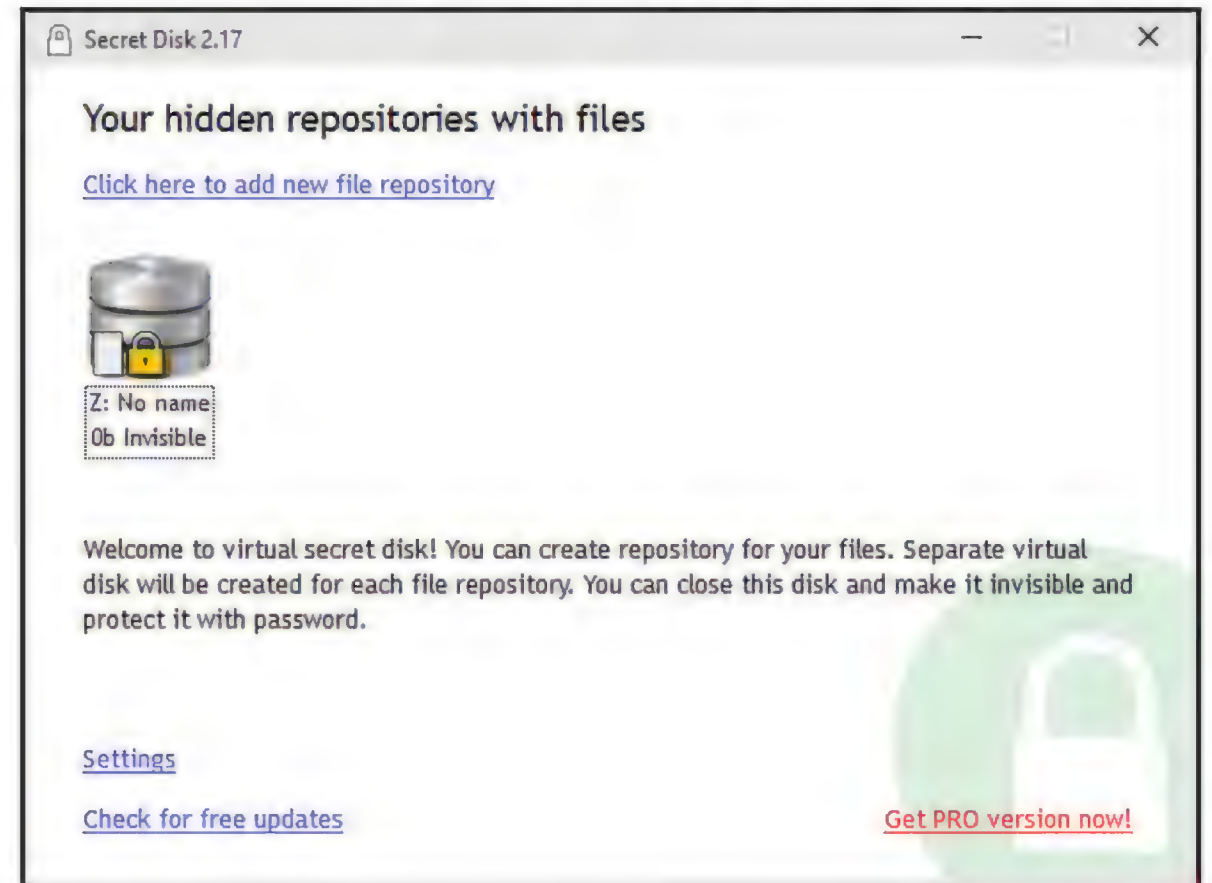 Secret Disk 2.17
Your hidden repositories with files
Click here to add new file repository
Z: No name
0b Invisible
Welcome to virtual secret disk! You can create repository for your files. Separate virtual
disk will be created for each file repository. You can close this disk and make it invisible and
protect it with password.
Settings
Check for free updates
Get PRO version now!